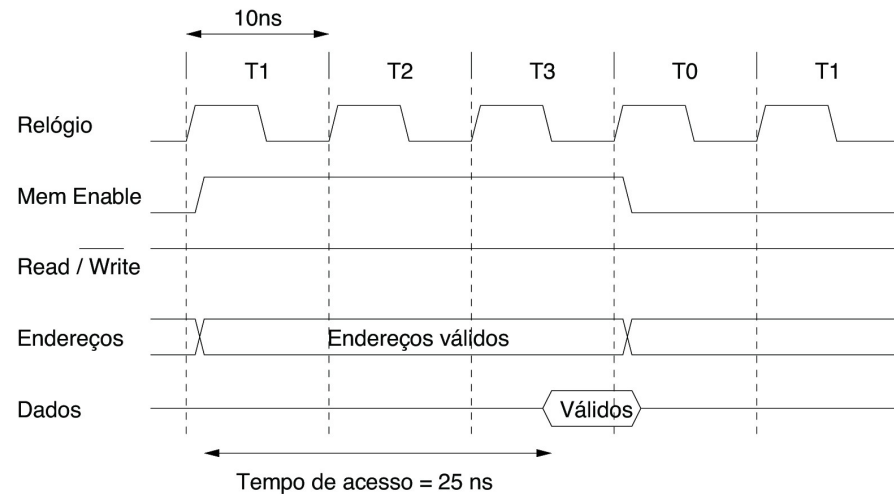 10ns
T1 T2 T3 T0 T1
Relógio
Mem Enable
Read / Write
Endereços Endereços válidos
Dados Válidos
Tempo de acesso = 25 ns